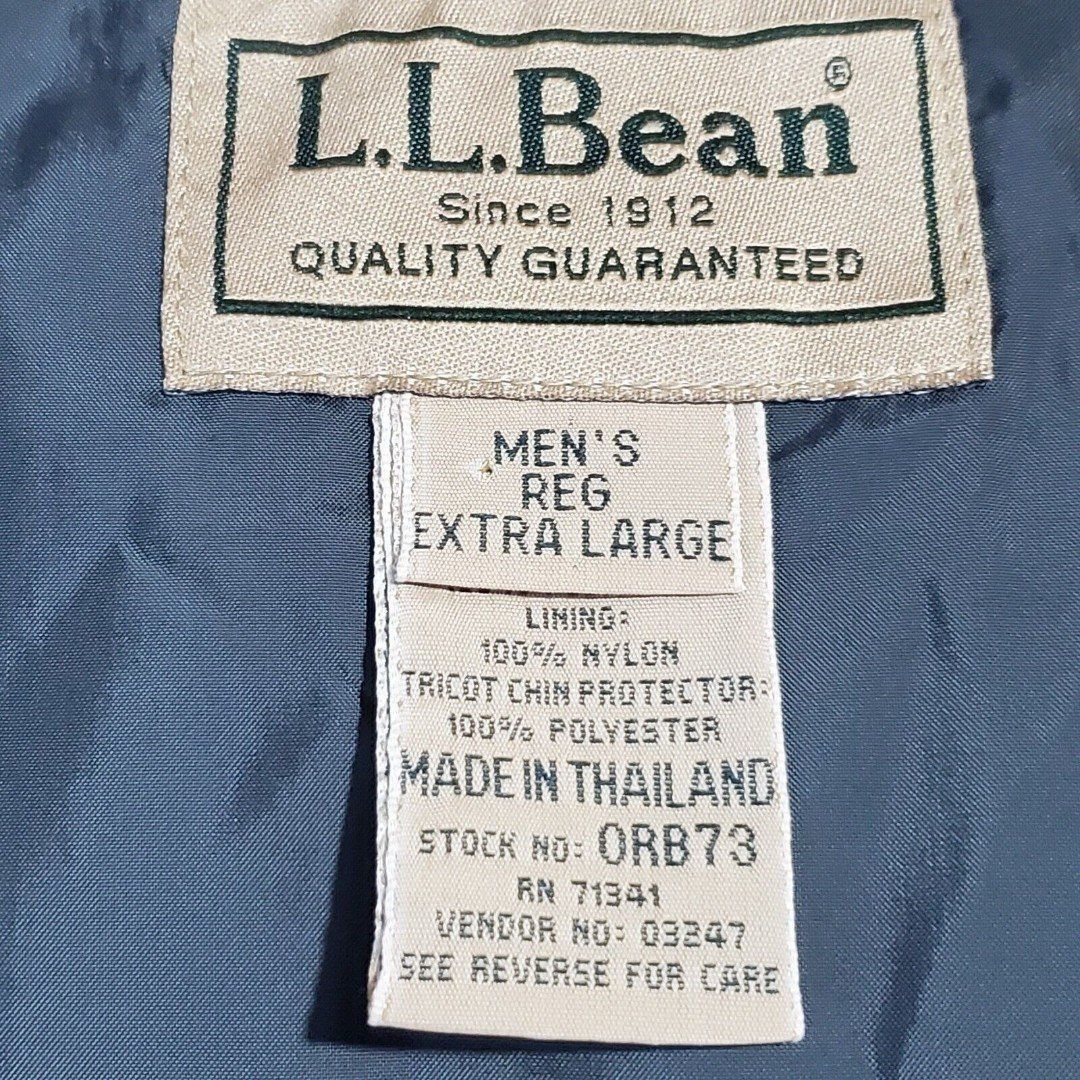 L.L.Bean®
Since 1912
QUALITY GUARANTEED
MEN'S
REG
EXTRA LARGE
LINING:
100% NYLON
TRICOT CHIN PROTECTOR:
100% POLYESTER
MADE IN THAILAND
STOCK NO: 0RB73
RN 71341
VENDOR NO: 03247
SEE REVERSE FOR CARE